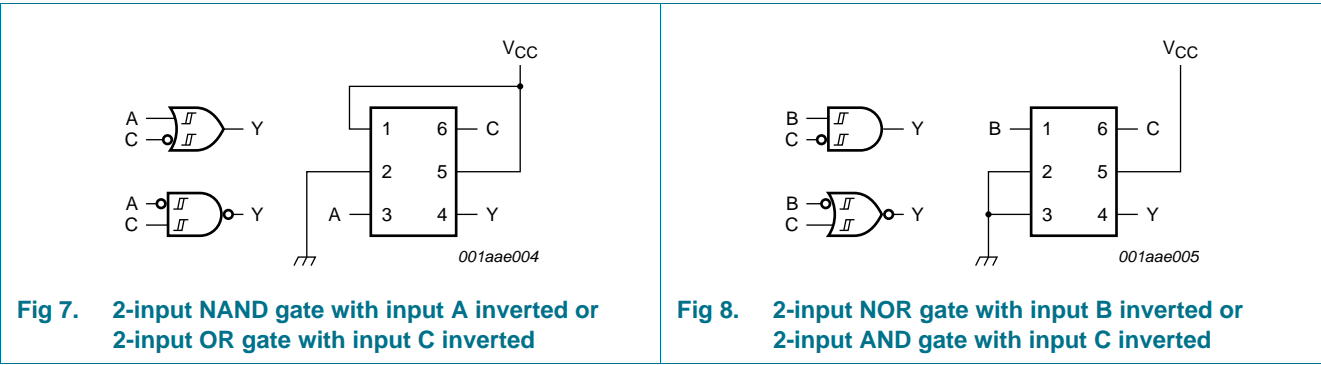 VCC
A
C
Y
A
C
Y
1 6 C
2 5
A 3 4 Y
001aae004
Fig 7. 2-input NAND gate with input A inverted or
2-input OR gate with input C inverted
VCC
B
C
Y
B
C
Y
B 1 6 C
2 5
3 4 Y
001aae005
Fig 8. 2-input NOR gate with input B inverted or
2-input AND gate with input C inverted